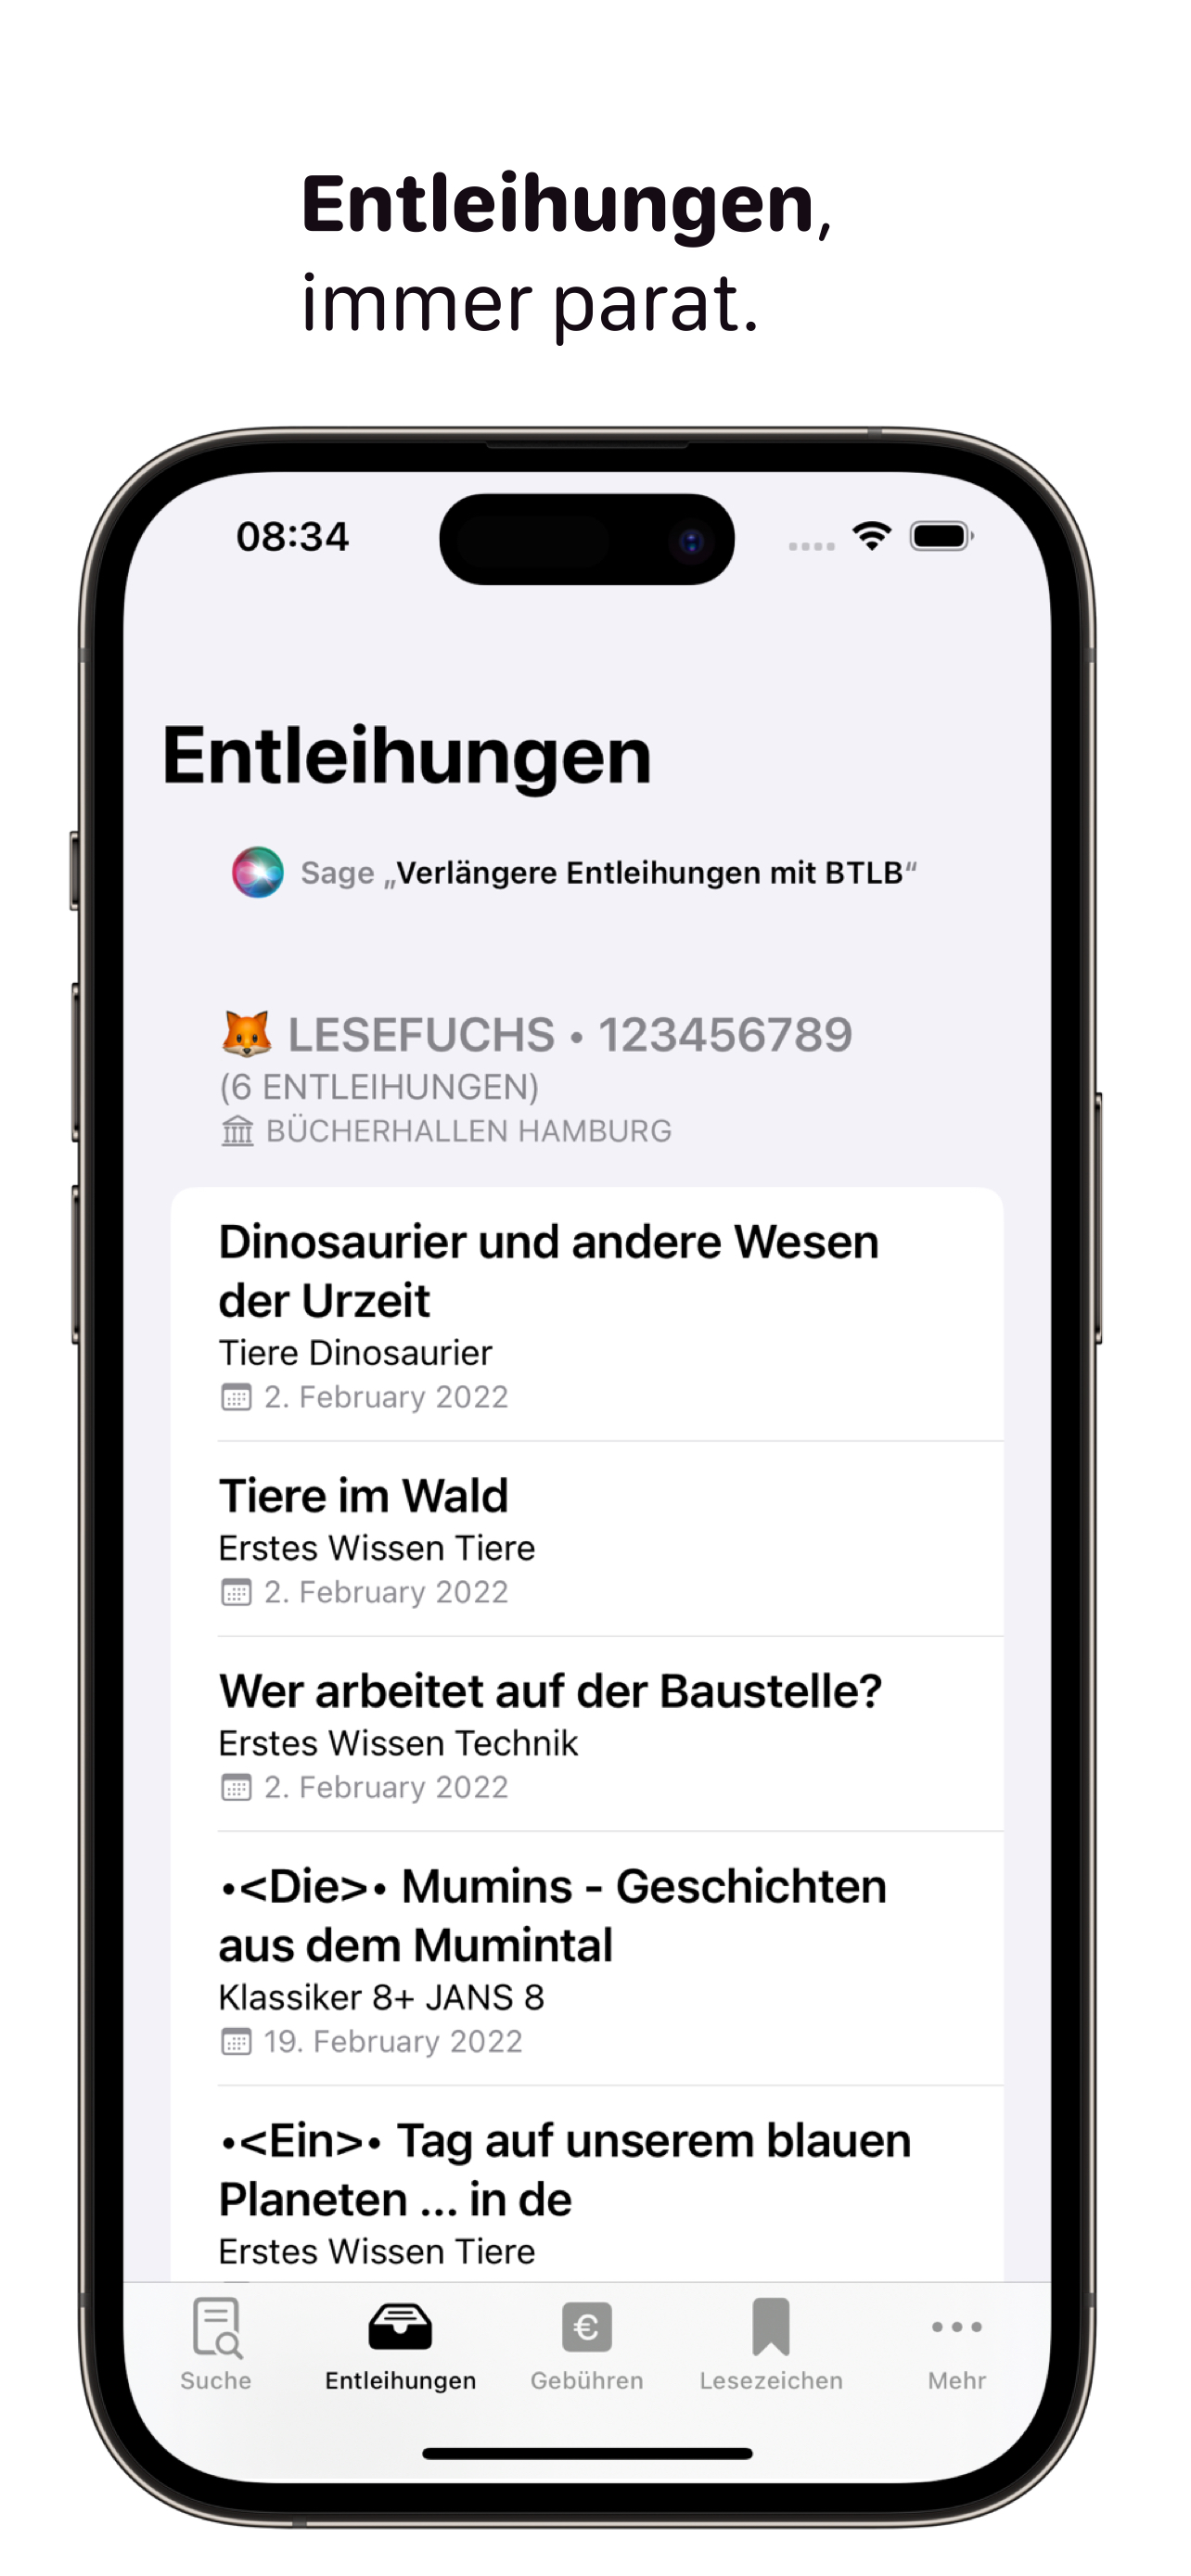 Entleihungen,
immer parat.
08:34
Entleihungen
Sage „Verlängere Entleihungen mit BTLB“
LESEFUCHS • 123456789
(6 ENTLEIHUNGEN)
BÜCHERHALLEN HAMBURG
Dinosaurier und andere Wesen
der Urzeit
Tiere Dinosaurier
2. February 2022
Tiere im Wald
Erstes Wissen Tiere
2. February 2022
Wer arbeitet auf der Baustelle?
Erstes Wissen Technik
2. February 2022
•<Die>• Mumins - Geschichten
aus dem Mumintal
Klassiker 8+ JANS 8
19. February 2022
•<Ein>• Tag auf unserem blauen
Planeten ... in de
Erstes Wissen Tiere
€
Suche Entleihungen Gebühren Lesezeichen Mehr